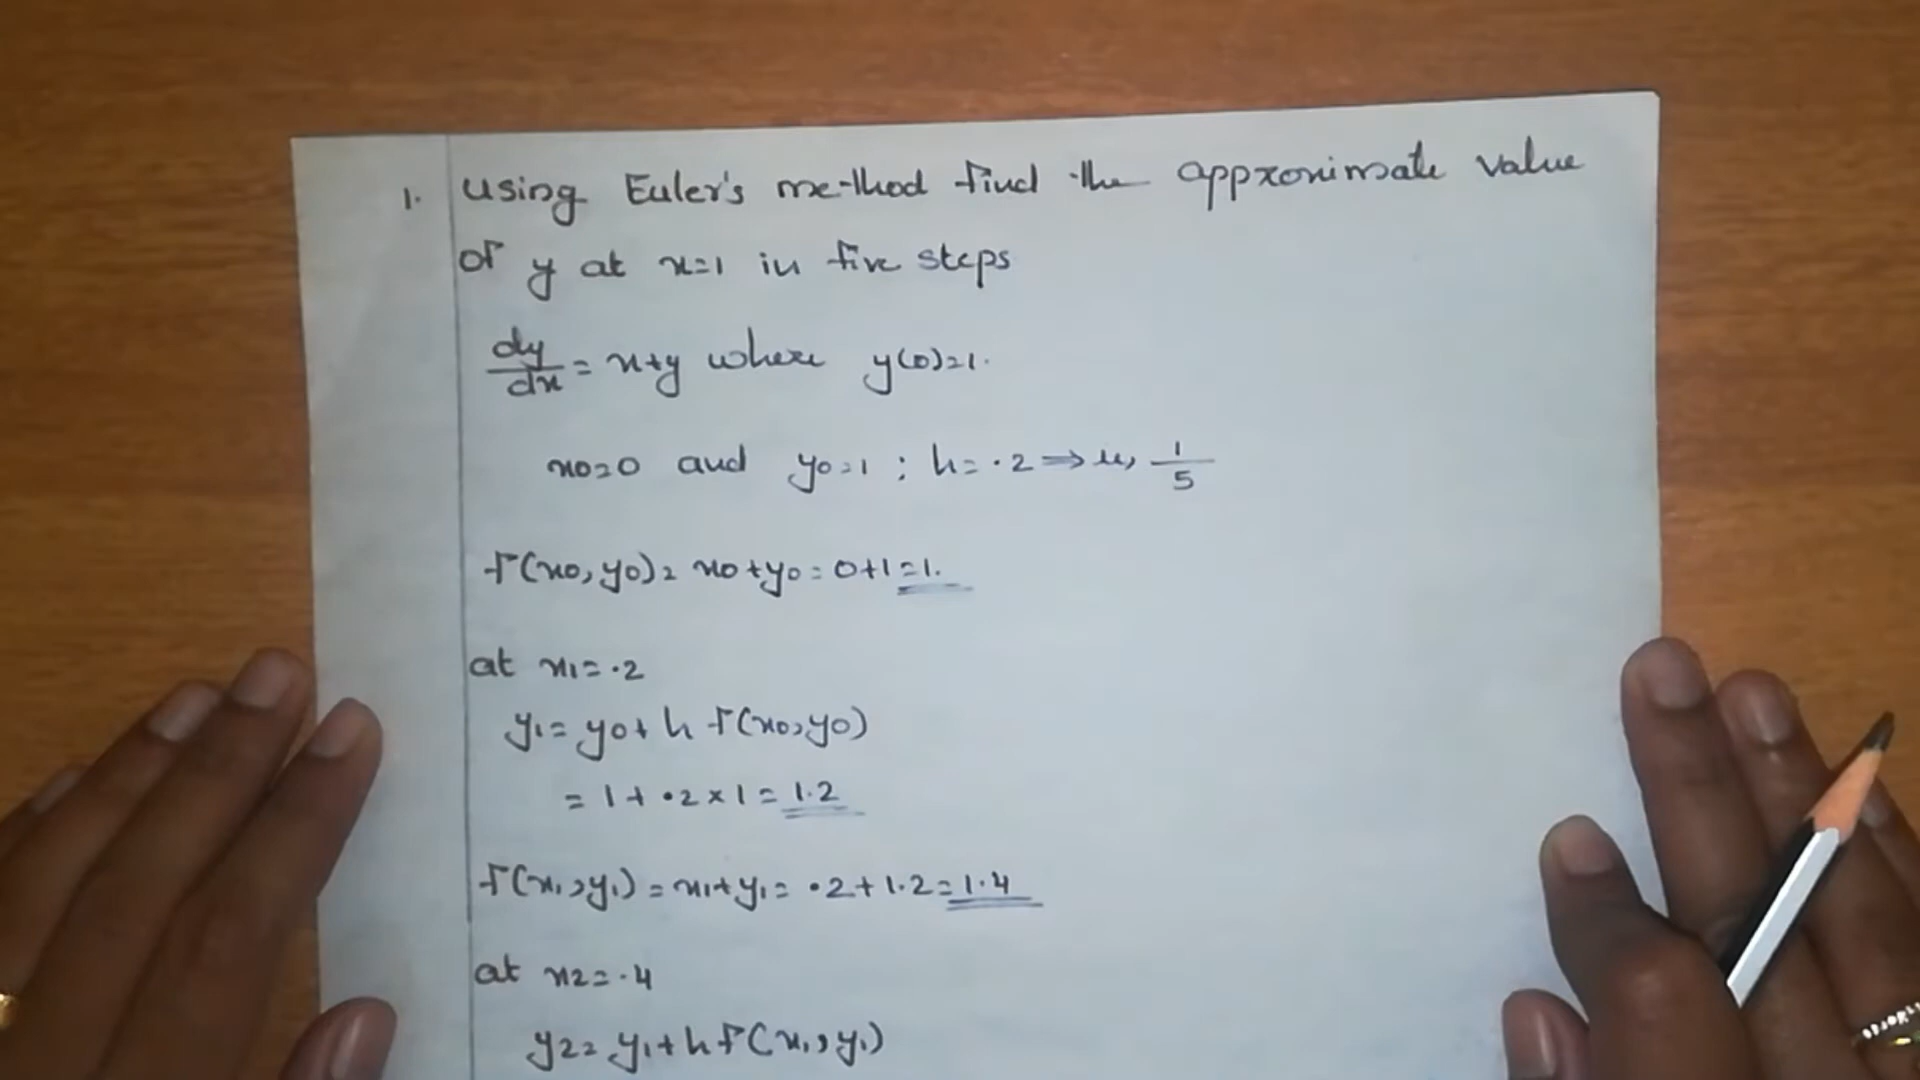 1. Using Euler's method find the approximate value
of y at x=1 in five steps
dy/dx = x+y where y(0)=1.
x0=0 and y0=1 ; h= .2 ⇒ ie, 1/5
f(x0, y0) = x0+y0 = 0+1=1.
at x1= .2
y1= y0+ h f(x0, y0)
= 1+ .2 × 1 = 1.2
f(x1, y1) = x1+y1 = .2+1.2=1.4
at x2= .4
y2= y1+hf(x1, y1)